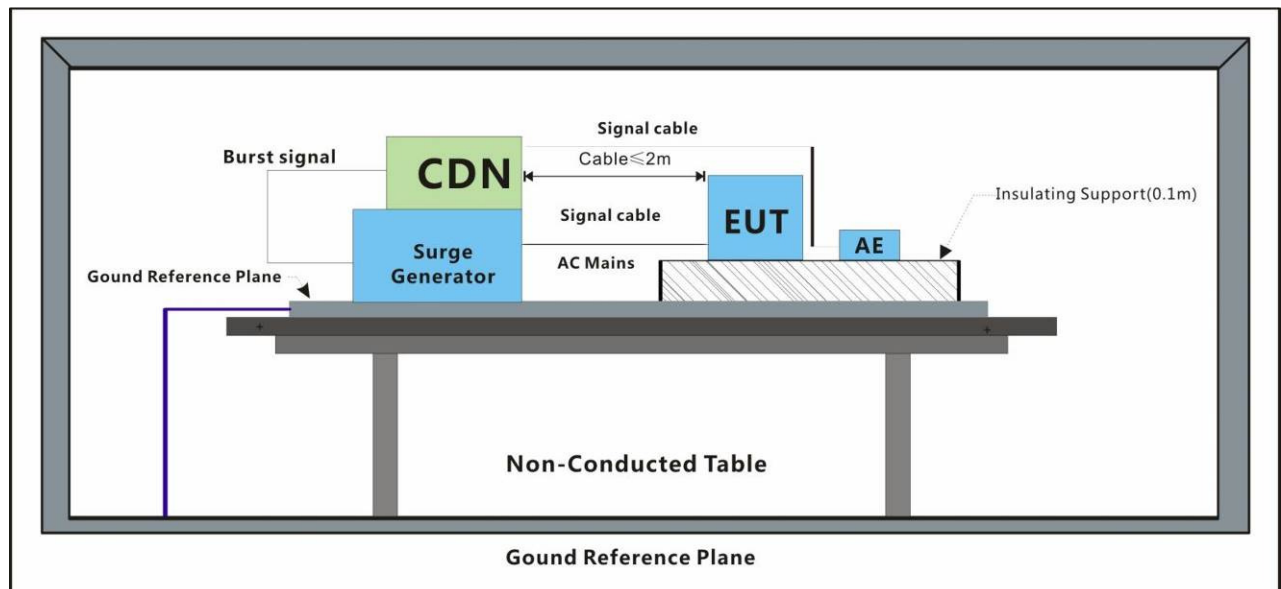 Signal cable
Burst signal
CDN
Cable≤2m
Insulating Support(0.1m)
Signal cable
EUT
Surge
Generator
AE
AC Mains
Gound Reference Plane
Non-Conducted Table
Gound Reference Plane